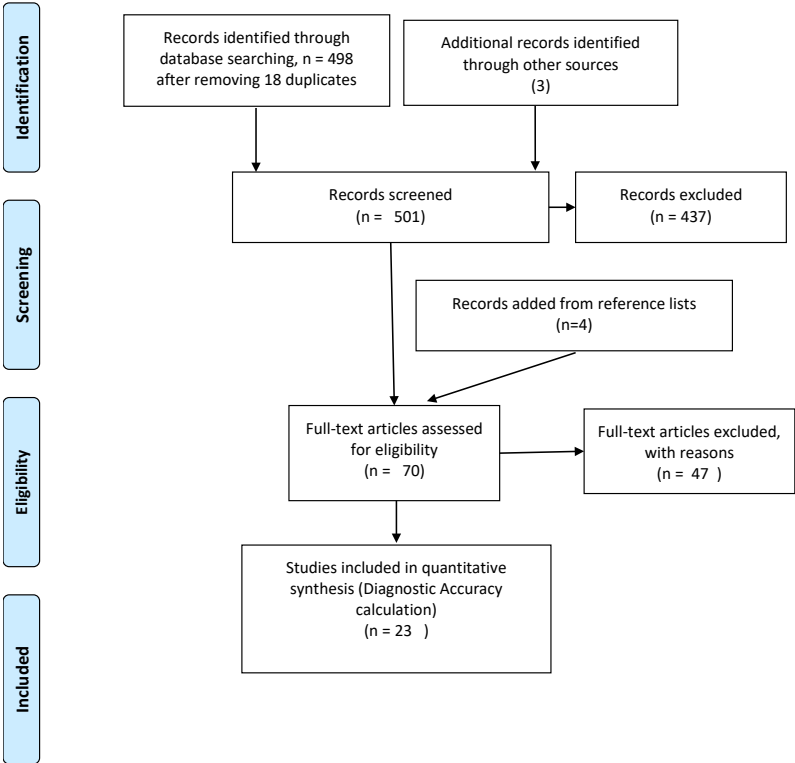 Identification
Records identified through
database searching, n = 498
after removing 18 duplicates
Additional records identified
through other sources
(3)
Records screened
(n = 501)
Records excluded
(n = 437)
Screening
Records added from reference lists
(n=4)
Full-text articles assessed
for eligibility
(n = 70)
Full-text articles excluded,
with reasons
(n = 47 )
Eligibility
Studies included in quantitative
synthesis (Diagnostic Accuracy
calculation)
(n = 23 )
Included